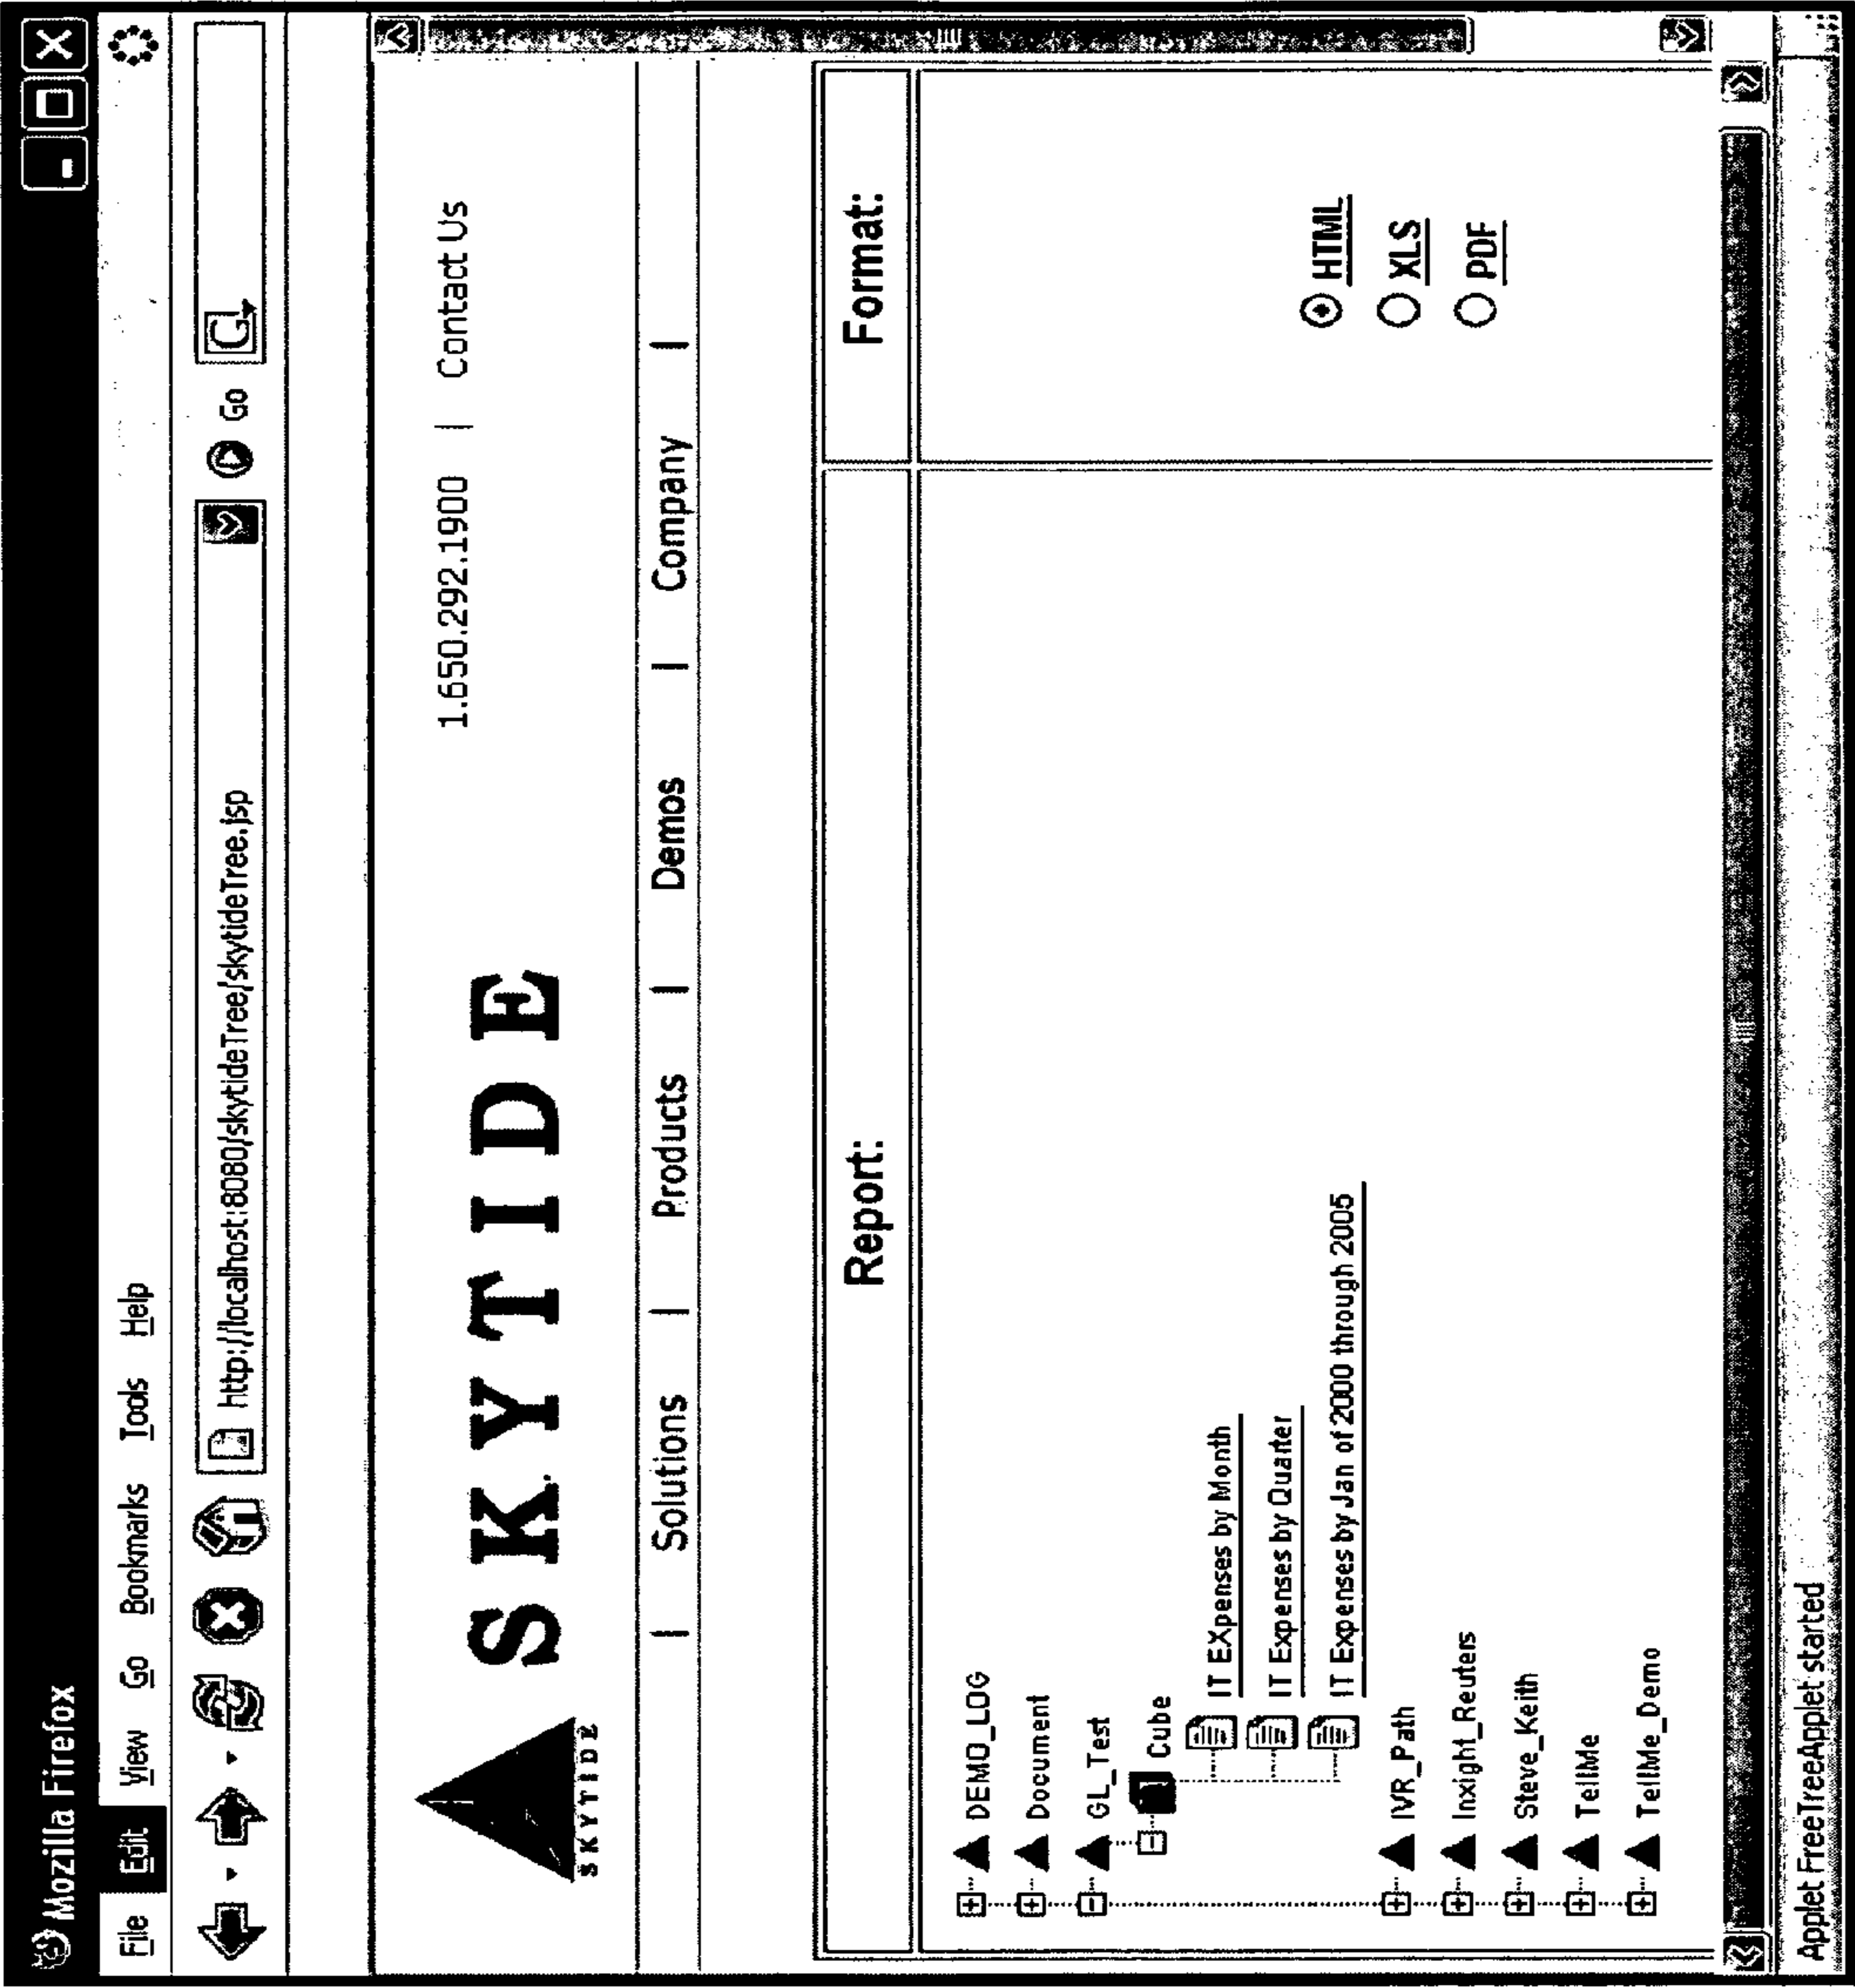 Mozilla Firefox
File Edit View Go Bookmarks Tools Help
http://localhost:8080/skytideTree/skytideTree.jsp Go G
1.650.292.1900 | Contact Us
SKYTIDE
SKYTIDE
| Solutions | Products | Demos | Company |
Report: Format:
DEMO_LOG
Document
GL_Test
Cube
IT EXpenses by Month
IT Expenses by Quarter
IT Expenses by Jan of 2000 through 2005
IVR_Path
Inxight_Reuters
Steve_Keith
TellMe
TellMe_Demo
HTML
XLS
PDF
Applet FreeTreeApplet started